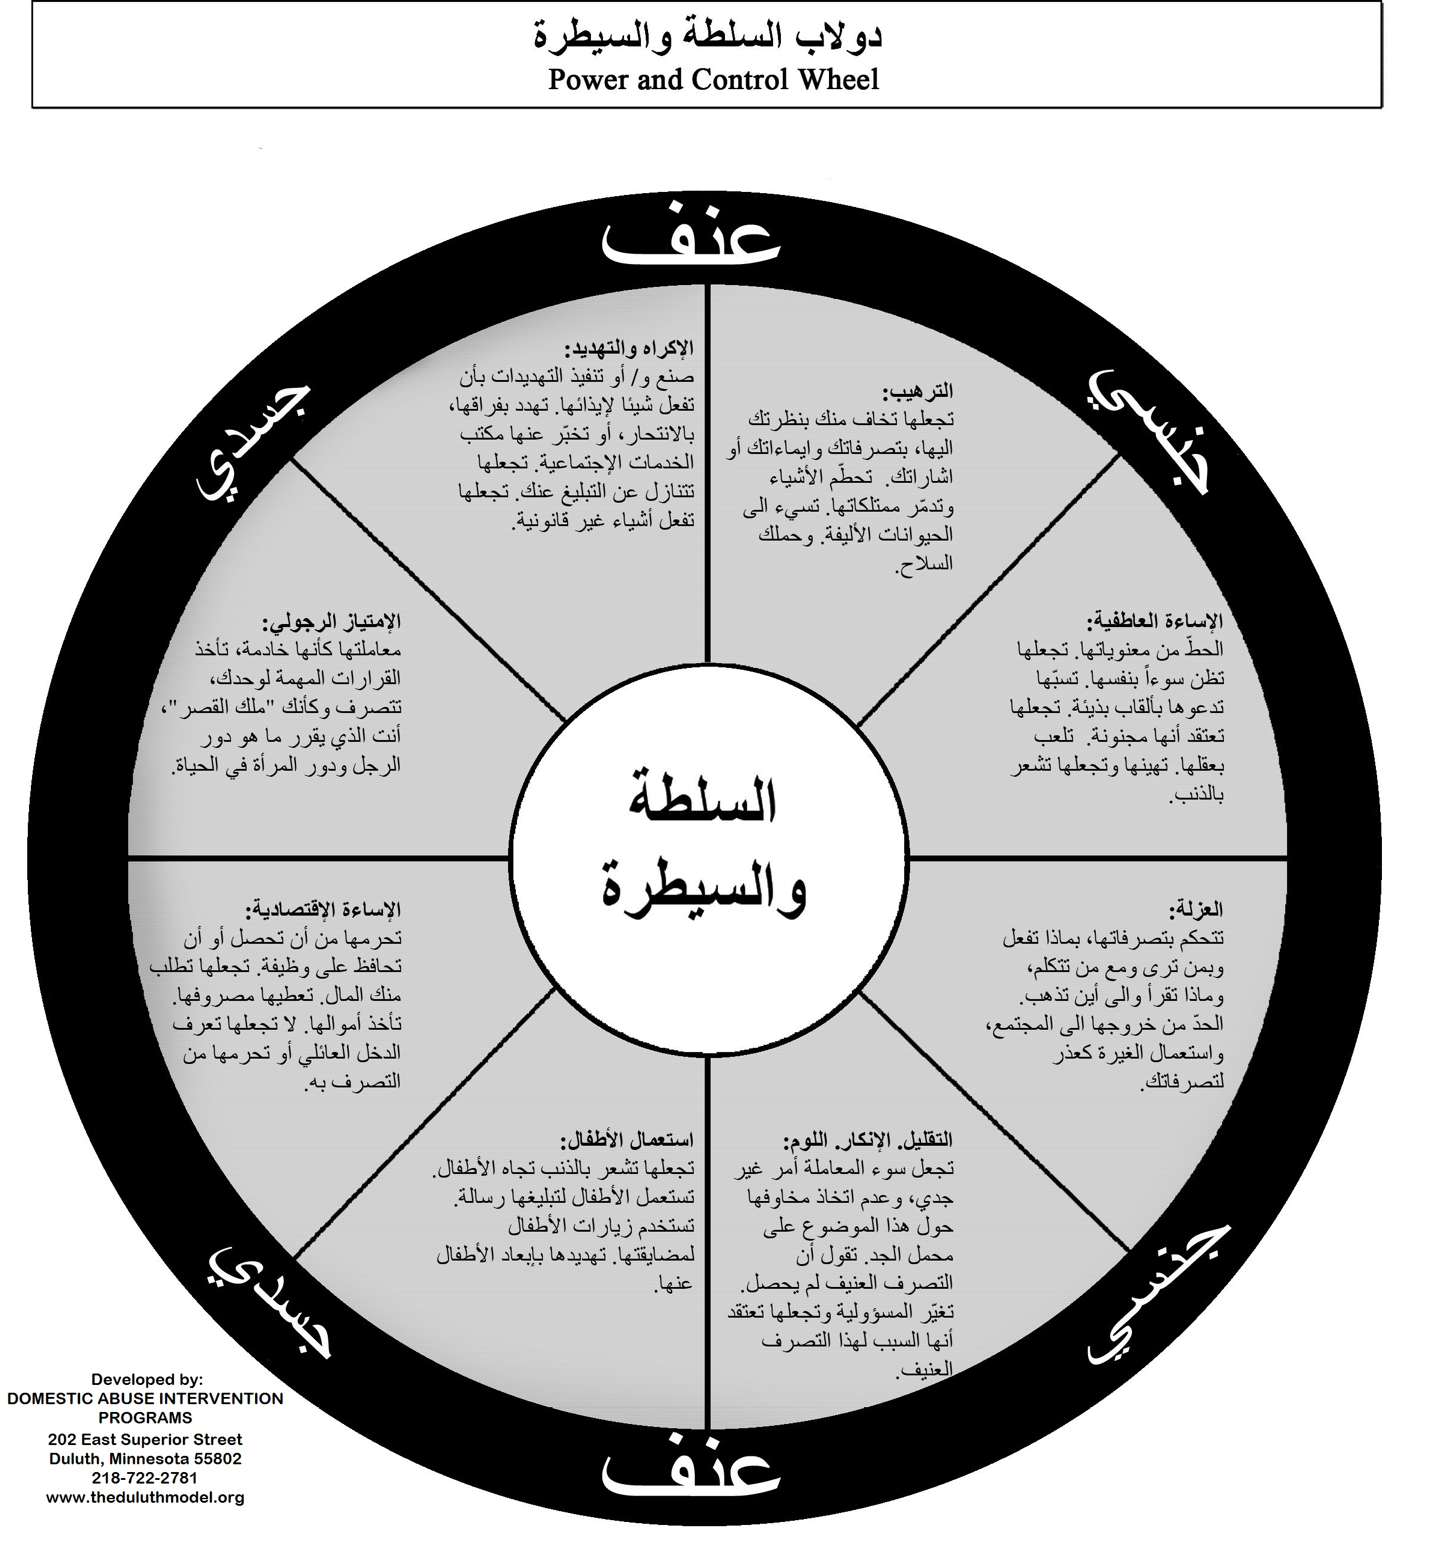 دولاب السلطة والسيطرة
Power and Control Wheel
عنف
جنسي
جسدي
الترهيب:
تجعلها تخاف منك بنظرتك
اليها، بتصرفاتك وايماءاتك أو
اشاراتك. تحطّم الأشياء
وتدمّر ممتلكاتها. تسيء الى
الحيوانات الأليفة. وحملك
السلاح.
الإكراه والتهديد:
صنع و/ أو تنفيذ التهديدات بأن
تفعل شيئا لإيذائها. تهدد بفراقها،
بالانتحار، أو تخبّر عنها مكتب
الخدمات الإجتماعية. تجعلها
تتنازل عن التبليغ عنك. تجعلها
تفعل أشياء غير قانونية.
الإساءة العاطفية:
الحطّ من معنوياتها. تجعلها
تظن سوءاً بنفسها. تسبّها
تدعوها بألقاب بذيئة. تجعلها
تعتقد أنها مجنونة. تلعب
بعقلها. تهينها وتجعلها تشعر
بالذنب.
الإمتياز الرجولي:
معاملتها كأنها خادمة، تأخذ
القرارات المهمة لوحدك،
تتصرف وكأنك "ملك القصر"،
أنت الذي يقرر ما هو دور
الرجل ودور المرأة في الحياة.
السلطة
والسيطرة
العزلة:
تتحكم بتصرفاتها، بماذا تفعل
وبمن ترى ومع من تتكلم،
وماذا تقرأ والى أين تذهب.
الحدّ من خروجها الى المجتمع،
واستعمال الغيرة كعذر
لتصرفاتك.
الإساءة الإقتصادية:
تحرمها من أن تحصل أو أن
تحافظ على وظيفة. تجعلها تطلب
منك المال. تعطيها مصروفها.
تأخذ أموالها. لا تجعلها تعرف
الدخل العائلي أو تحرمها من
التصرف به.
التقليل. الإنكار. اللوم:
تجعل سوء المعاملة أمر غير
جدي، وعدم اتخاذ مخاوفها
حول هذا الموضوع على
محمل الجد. تقول أن
التصرف العنيف لم يحصل.
تغيّر المسؤولية وتجعلها تعتقد
أنها السبب لهذا التصرف
العنيف.
استعمال الأطفال:
تجعلها تشعر بالذنب تجاه الأطفال.
تستعمل الأطفال لتبليغها رسالة.
تستخدم زيارات الأطفال
لمضايقتها. تهديدها بإبعاد الأطفال
عنها.
جنسي
جسدي
عنف
Developed by:
DOMESTIC ABUSE INTERVENTION
PROGRAMS
202 East Superior Street
Duluth, Minnesota 55802
218-722-2781
www.theduluthmodel.org